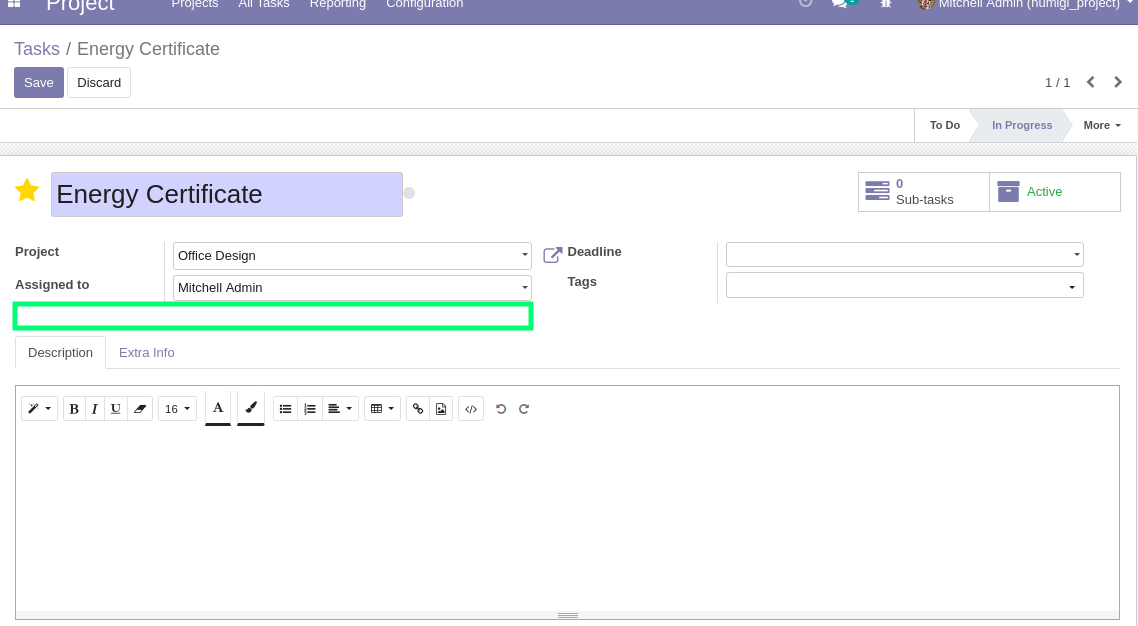 Project Projects All Tasks Reporting Configuration Mitchell Admin (numigi_project)
Tasks / Energy Certificate
Save Discard 1 / 1
To Do In Progress More
Energy Certificate
0
Sub-tasks
Active
Project Office Design Deadline
Assigned to Mitchell Admin Tags
Description Extra Info
B I U 16 A </>